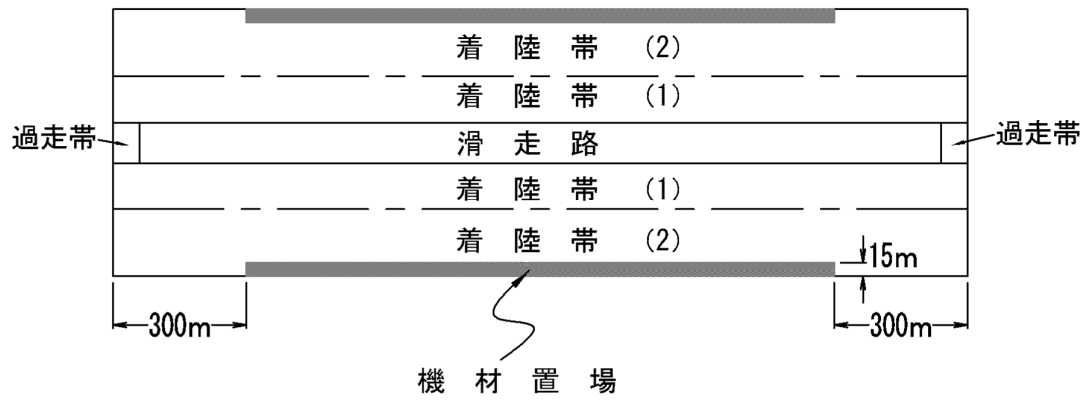 着陸帯 (2)
着陸帯 (1)
過走帯
滑走路
過走帯
着陸帯 (1)
着陸帯 (2)
15m
300m
300m
機材置場